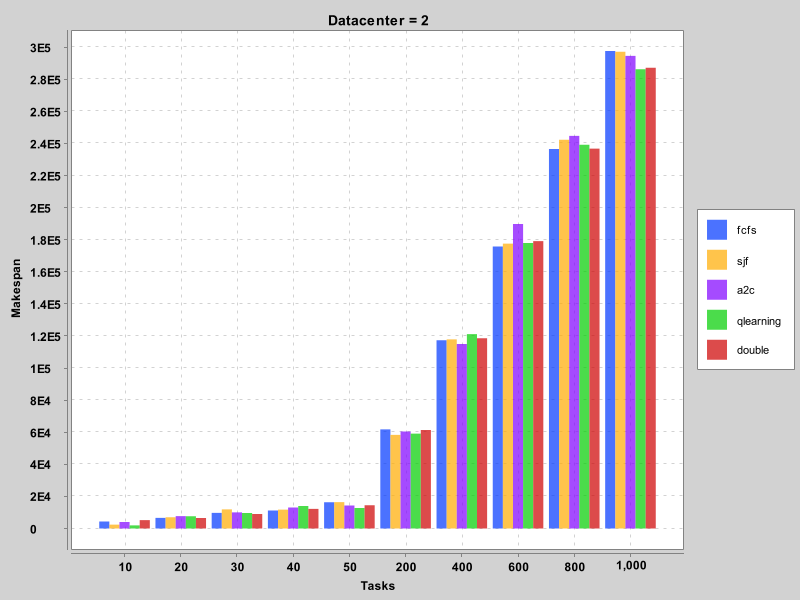 Datacenter = 2
3E5
2.8E5
2.6E5
2.4E5
2.2E5
2E5
1.8E5
1.6E5
1.4E5
1.2E5
1E5
8E4
6E4
4E4
2E4
0
Makespan
10 20 30 40 50 200 400 600 800 1,000
Tasks
fcfs
sjf
a2c
qlearning
double